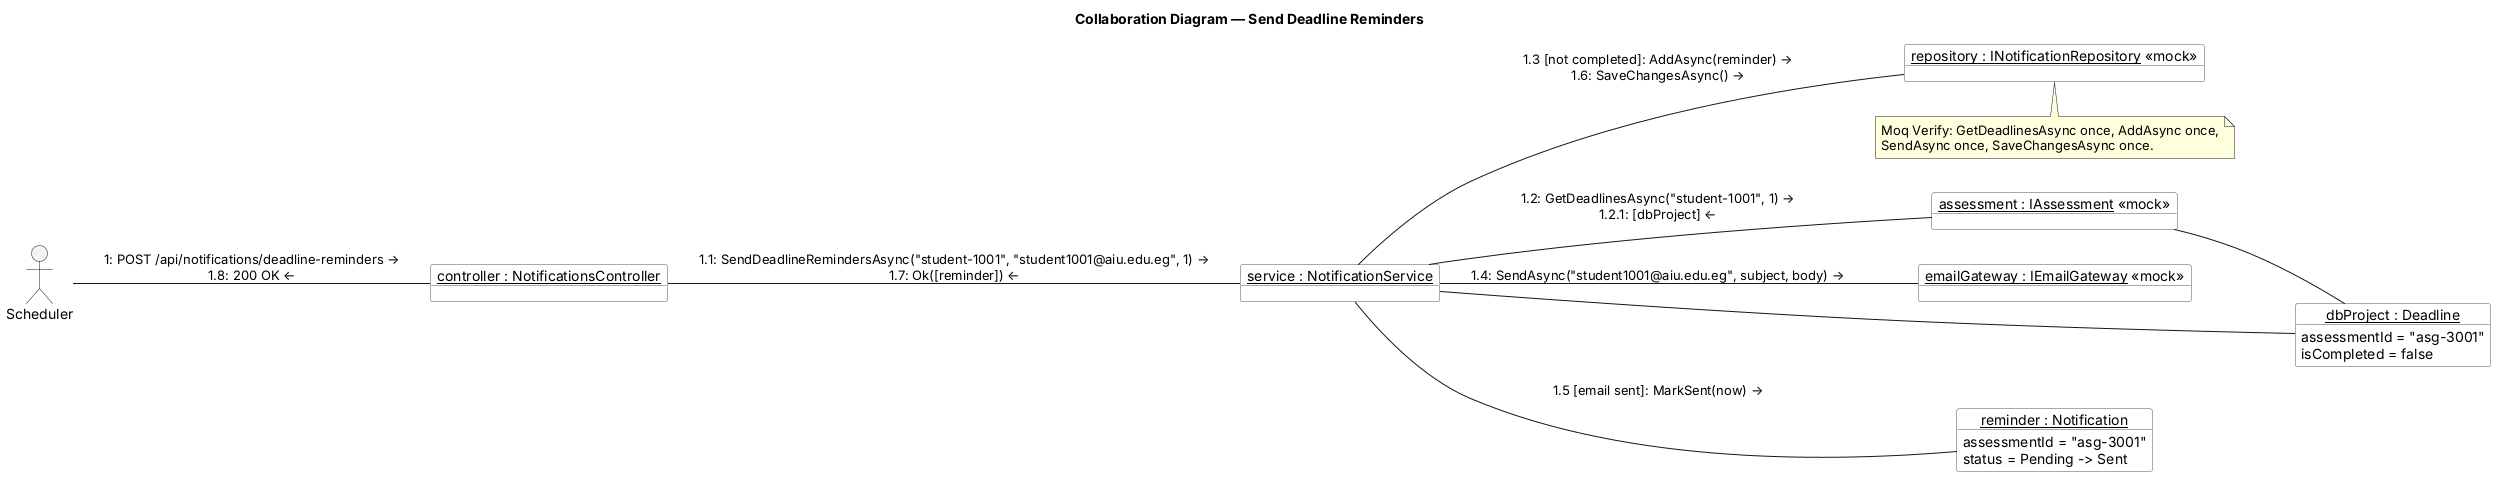 Collaboration Diagram — Send Deadline Reminders
1.3 [not completed]: AddAsync(reminder) →
1.6: SaveChangesAsync() →
repository : INotificationRepository «mock»
Moq Verify: GetDeadlinesAsync once, AddAsync once,
SendAsync once, SaveChangesAsync once.
1.2: GetDeadlinesAsync("student-1001", 1) →
1.2.1: [dbProject] ←
assessment : IAssessment «mock»
Scheduler
1: POST /api/notifications/deadline-reminders →
1.8: 200 OK ←
controller : NotificationsController
1.1: SendDeadlineRemindersAsync("student-1001", "student1001@aiu.edu.eg", 1) →
1.7: Ok([reminder]) ←
service : NotificationService
1.4: SendAsync("student1001@aiu.edu.eg", subject, body) →
emailGateway : IEmailGateway «mock»
dbProject : Deadline
assessmentId = "asg-3001"
isCompleted = false
1.5 [email sent]: MarkSent(now) →
reminder : Notification
assessmentId = "asg-3001"
status = Pending -> Sent